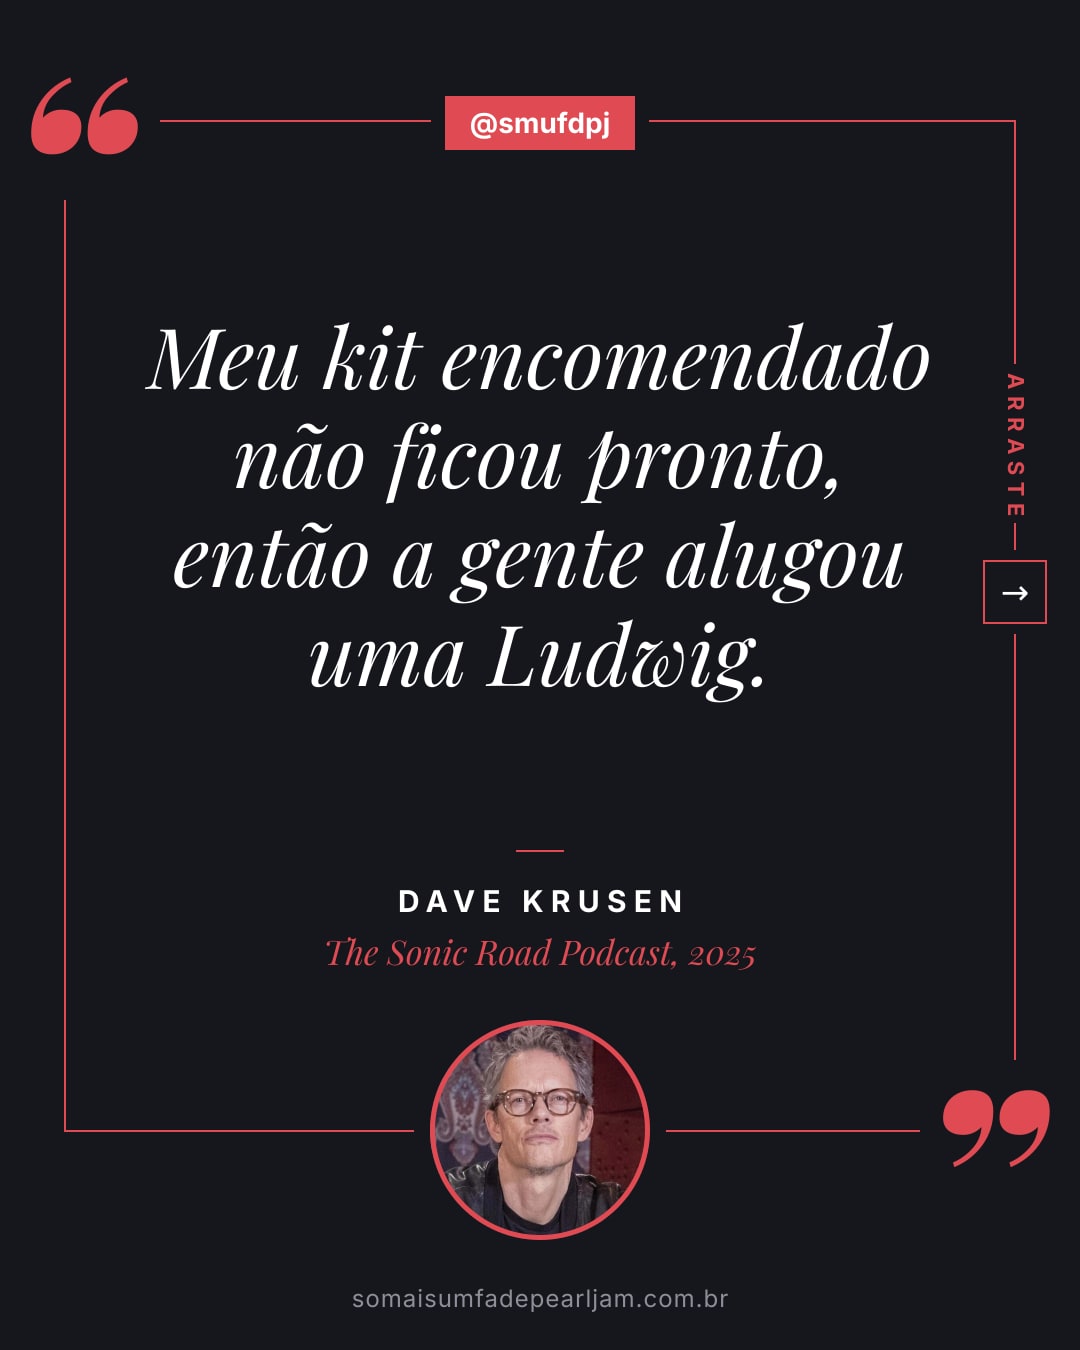 @smufdpj
“
Meu kit encomendado
não ficou pronto,
então a gente alugou
uma Ludwig.
ARRASTE
→
DAVE KRUSEN
The Sonic Road Podcast, 2025
”
somaisumfadepearljam.com.br